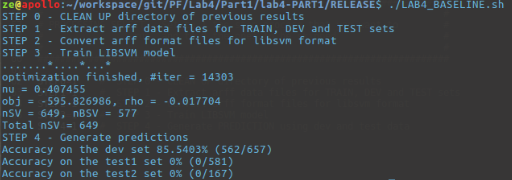 ze@apollo:~/workspace/git/PF/Lab4/Part1/lab4-PART1/RELEASE$ ./LAB4_BASELINE.sh
STEP 0 - CLEAN UP directory of previous results
STEP 1 - Extract arff data files for TRAIN, DEV and TEST sets
STEP 2 - Convert arff format files for libsvm format
STEP 3 - Train LIBSVM model
.......*....*...*
optimization finished, #iter = 14303
nu = 0.407455
obj = -595.826986, rho = -0.017704
nSV = 649, nBSV = 577
Total nSV = 649
STEP 4 - Generate predictions
Accuracy on the dev set 85.5403% (562/657)
Accuracy on the test1 set 0% (0/581)
Accuracy on the test2 set 0% (0/167)